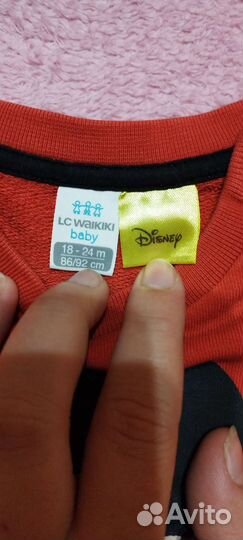 LC WAIKIKI
baby
18 - 24 m
86/92 cm
Disney
Avito